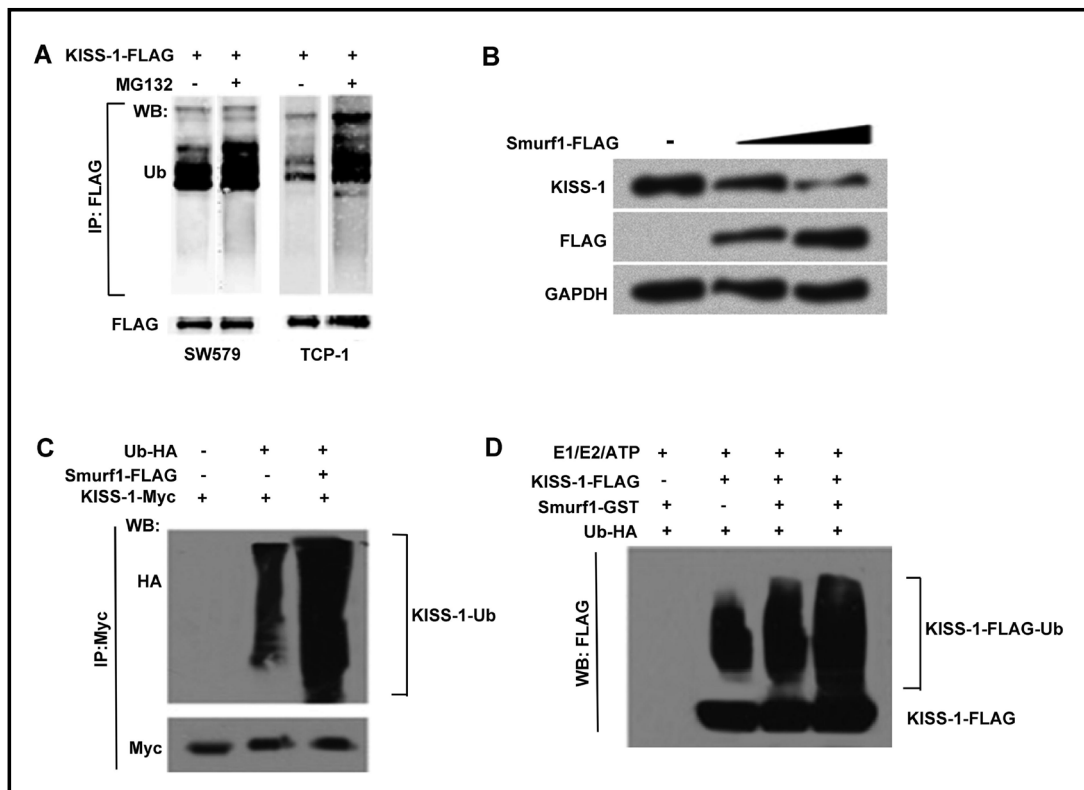 A
KISS-1-FLAG + + + +
MG132 - + - +
WB:
Ub
IP: FLAG
FLAG
SW579 TCP-1
B
Smurf1-FLAG -
KISS-1
FLAG
GAPDH
C
Ub-HA - + +
Smurf1-FLAG - - +
KISS-1-Myc + + +
WB:
HA
IP:Myc
KISS-1-Ub
Myc
D
E1/E2/ATP + + + +
KISS-1-FLAG - + + +
Smurf1-GST + - + +
Ub-HA + + + +
WB: FLAG
KISS-1-FLAG-Ub
KISS-1-FLAG